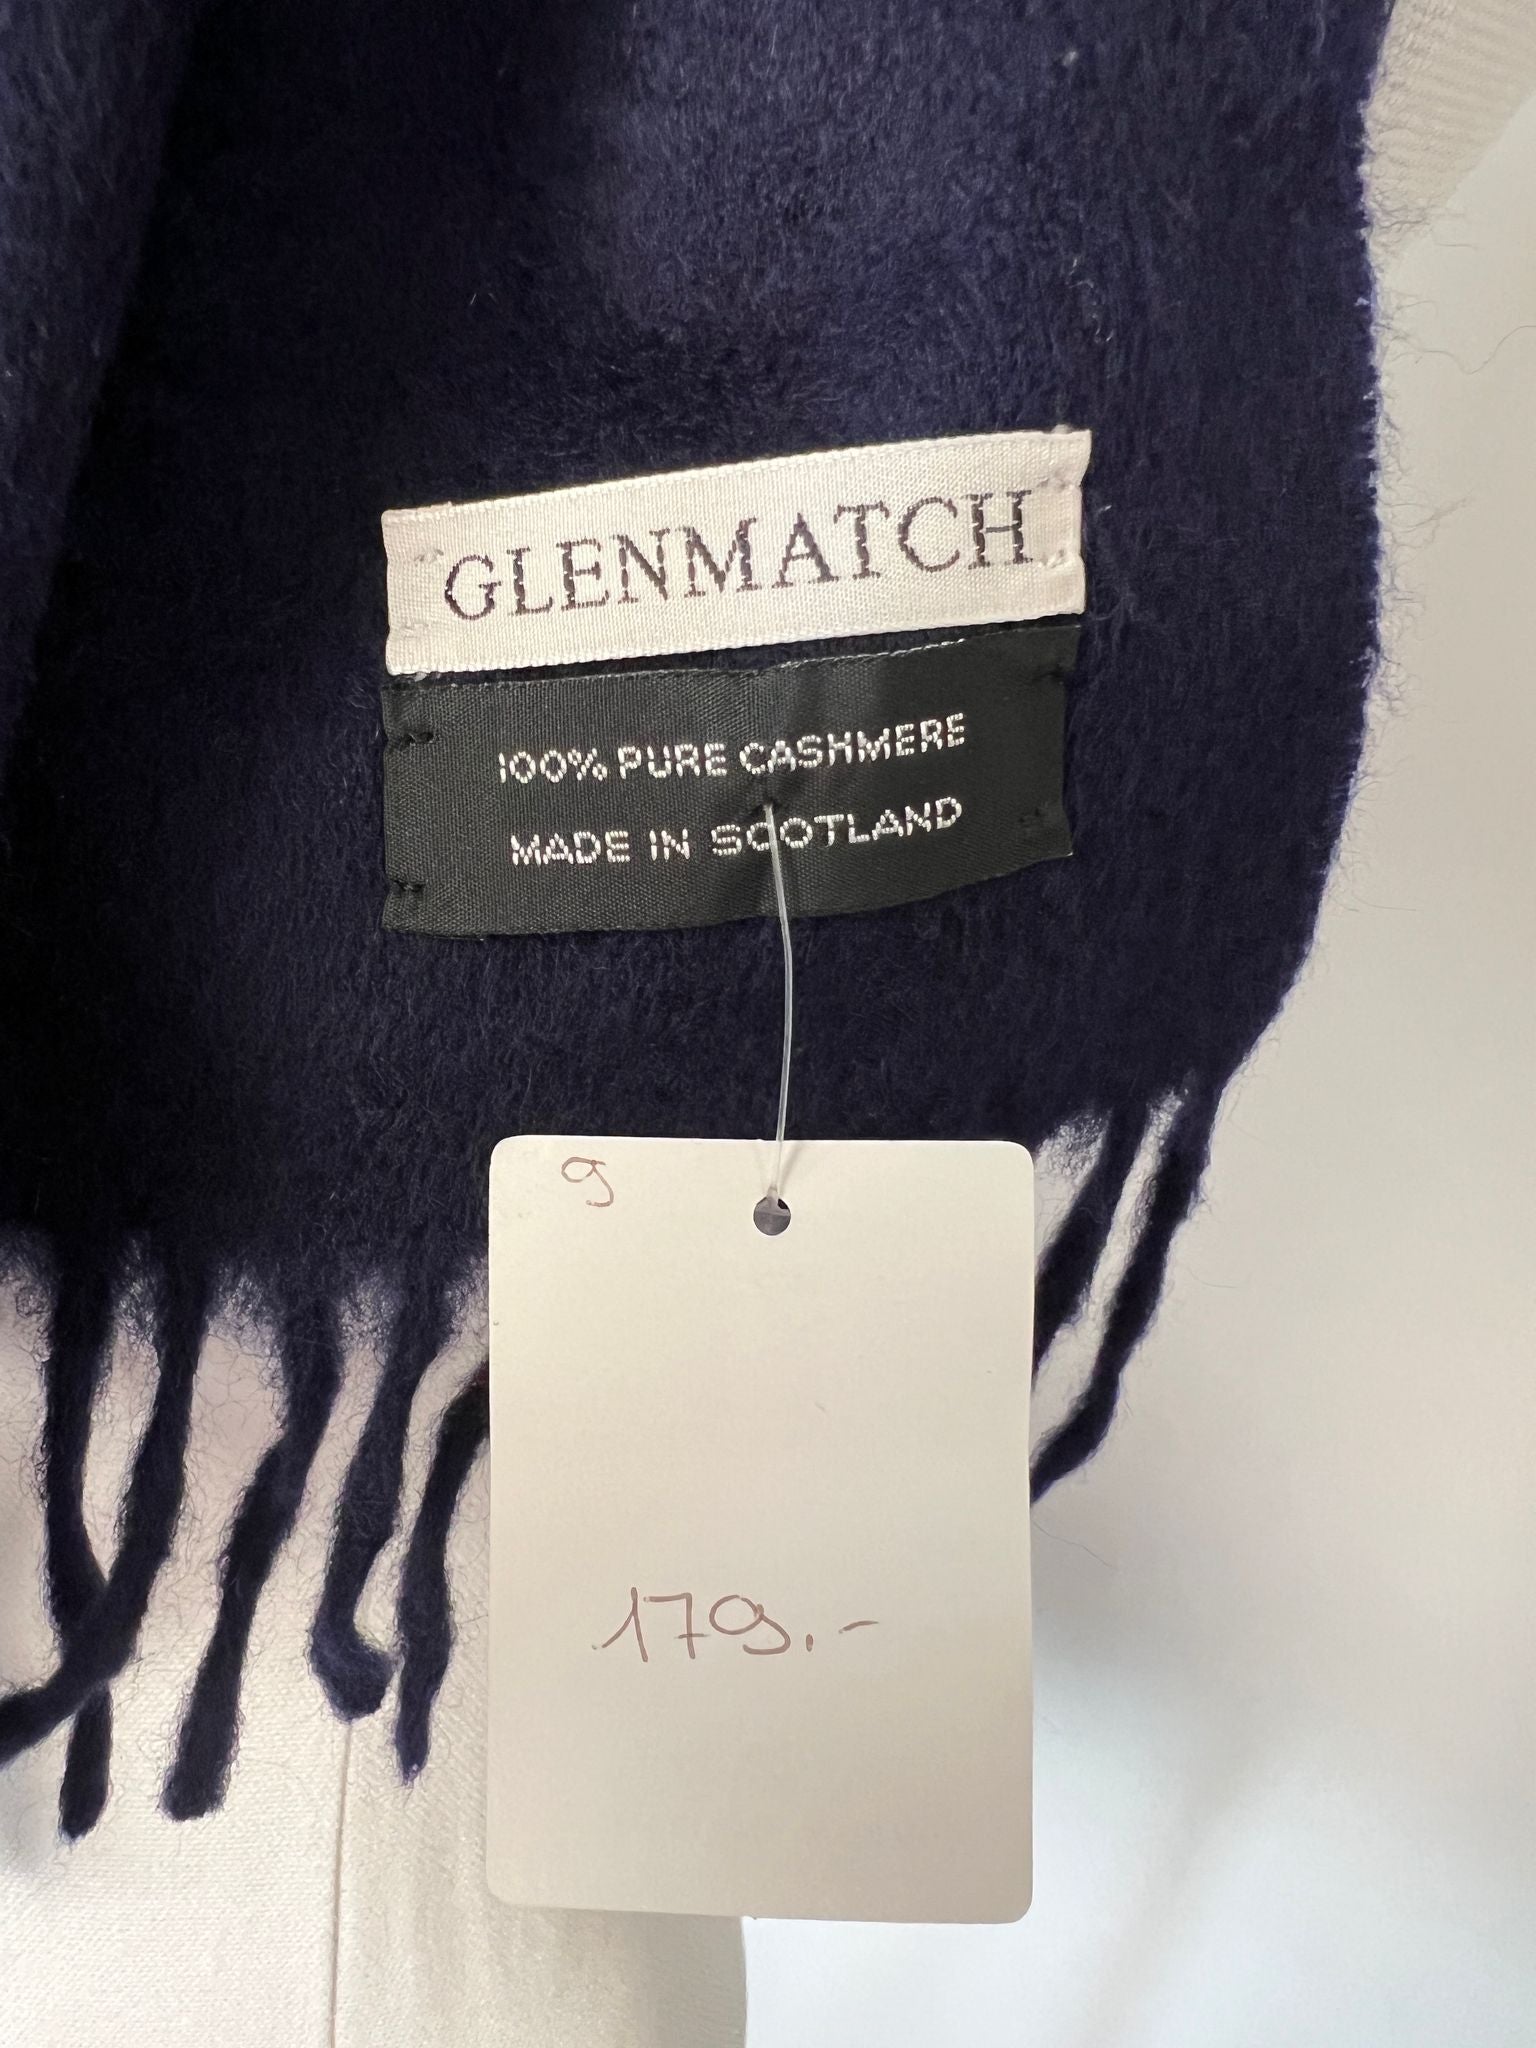 GLENMATCH
100% PURE CASHMERE
MADE IN SCOTLAND
9
179.-